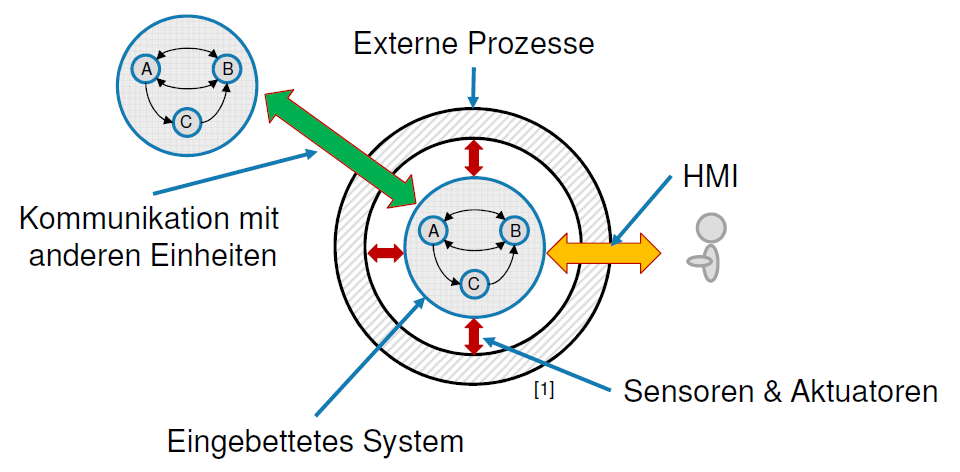 Externe Prozesse
A
B
C
HMI
Kommunikation mit
anderen Einheiten
A
B
C
[1]
Sensoren & Aktuatoren
Eingebettetes System